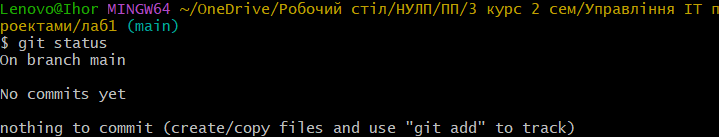 Lenovo@Ihor MINGW64 ~/OneDrive/Робочий стіл/НУЛП/ПП/3 курс 2 сем/Управління ІТ п
роектами/лаб1 (main)
$ git status
On branch main
No commits yet
nothing to commit (create/copy files and use "git add" to track)